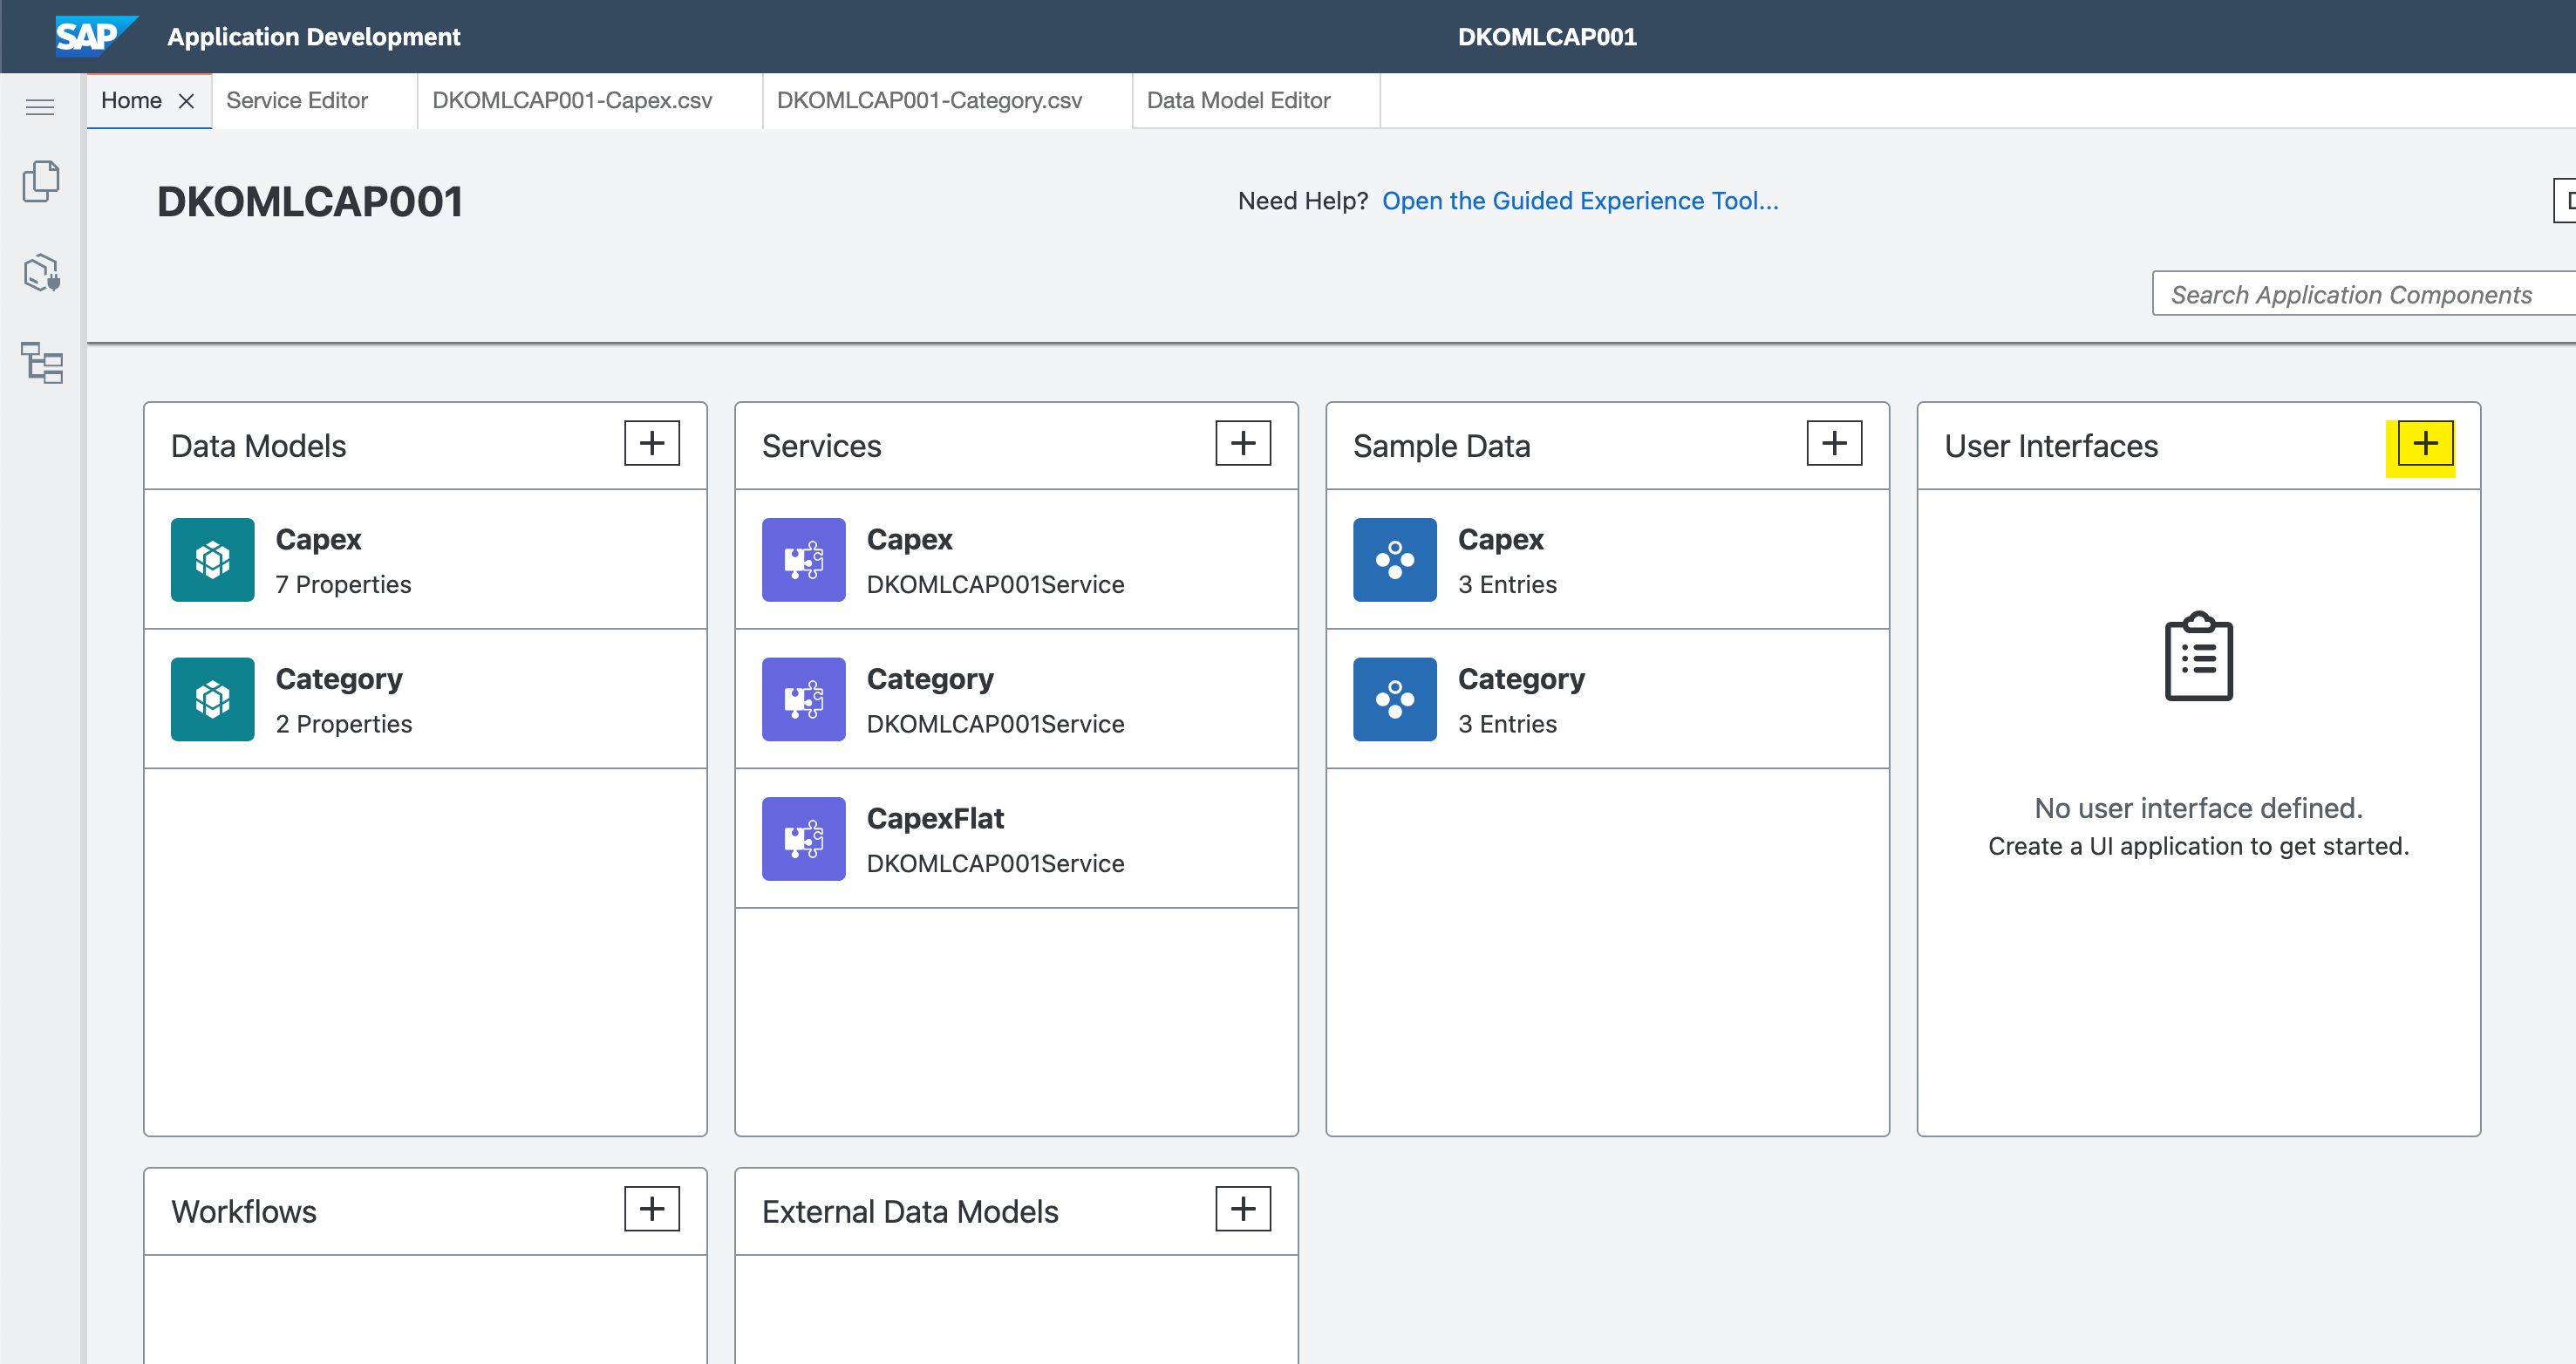 SAP Application Development DKOMLCAP001
Home Service Editor DKOMLCAP001-Capex.csv DKOMLCAP001-Category.csv Data Model Editor
DKOMLCAP001
Need Help? Open the Guided Experience Tool...
Search Application Components
Data Models
Capex
7 Properties
Category
2 Properties
Services
Capex
DKOMLCAP001Service
Category
DKOMLCAP001Service
CapexFlat
DKOMLCAP001Service
Sample Data
Capex
3 Entries
Category
3 Entries
User Interfaces
No user interface defined.
Create a UI application to get started.
Workflows
External Data Models